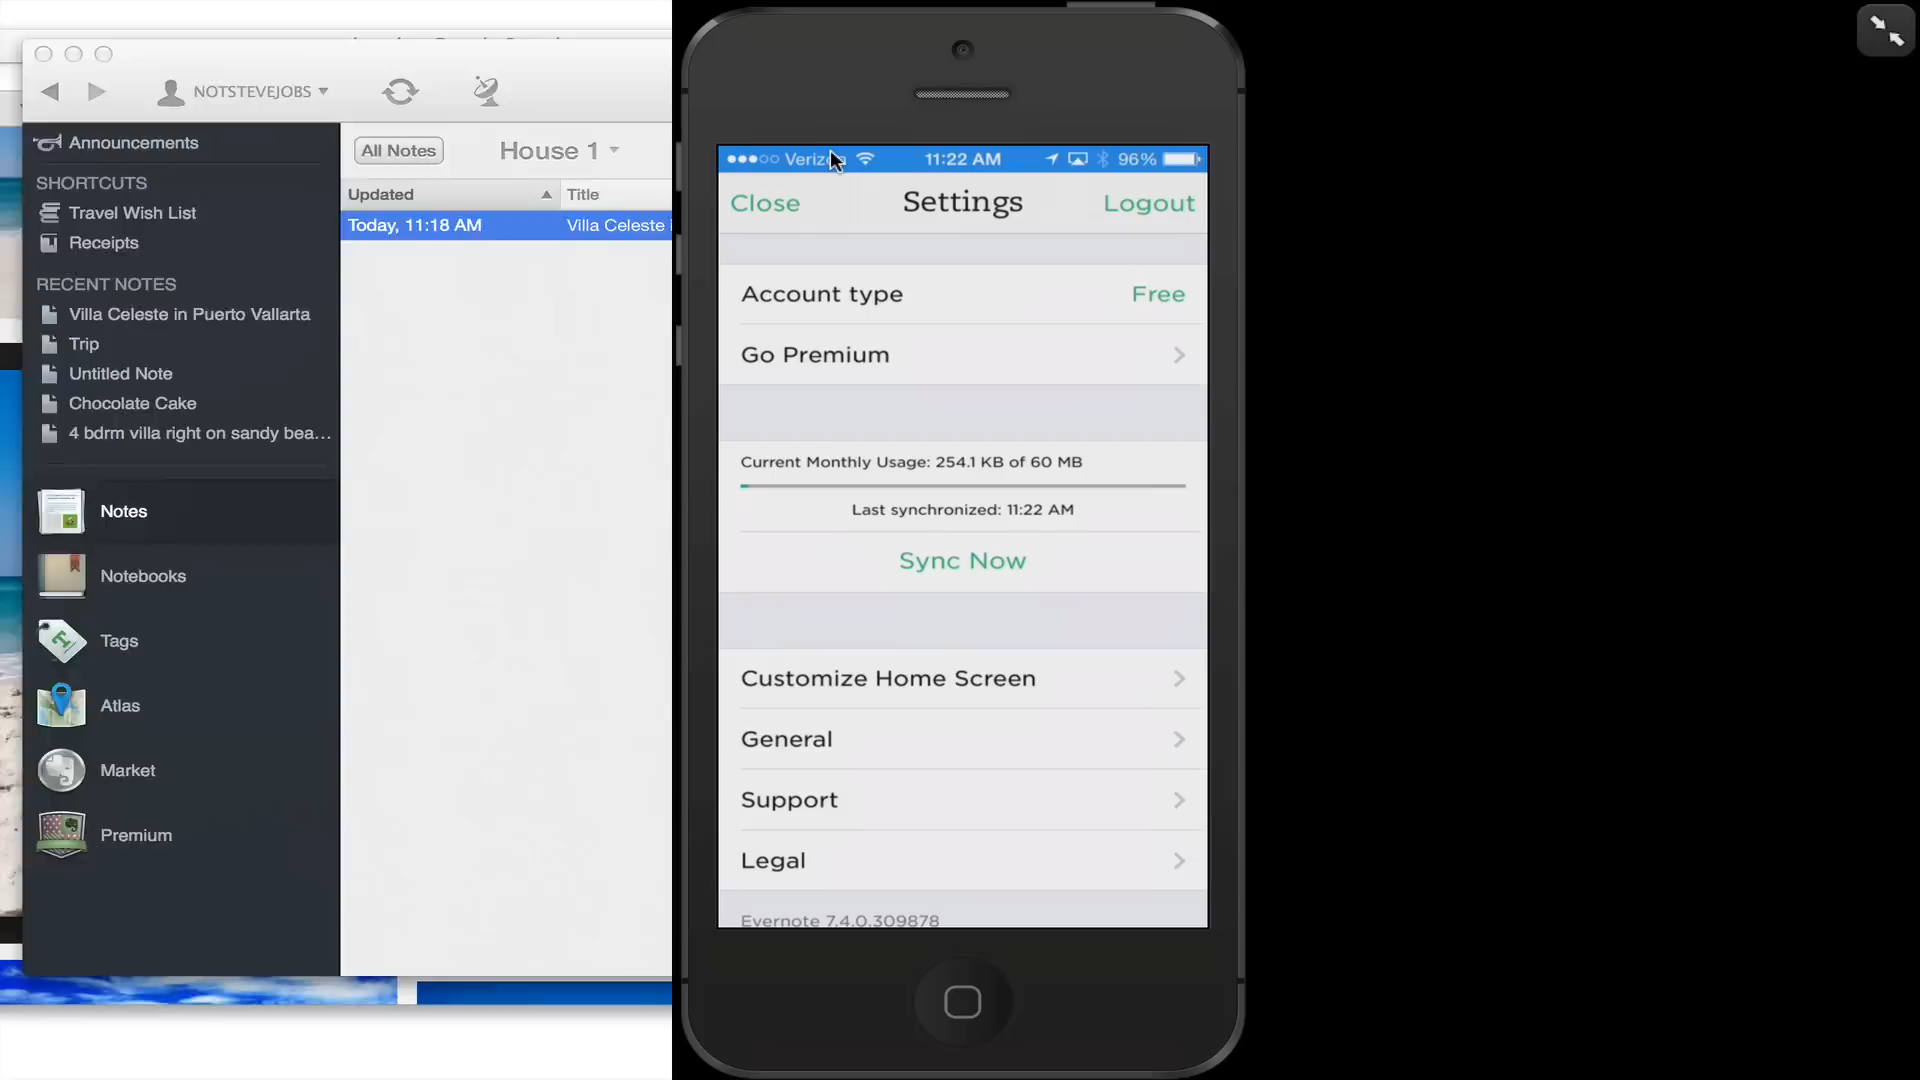 NOTSTEVEJOBS
Announcements
SHORTCUTS
Travel Wish List
Receipts
RECENT NOTES
Villa Celeste in Puerto Vallarta
Trip
Untitled Note
Chocolate Cake
4 bdrm villa right on sandy bea...
Notes
Notebooks
Tags
Atlas
Market
Premium
All Notes House 1
Updated Title
Today, 11:18 AM Villa Celeste i
11:22 AM 96%
Close Settings Logout
Account type Free
Go Premium
Current Monthly Usage: 254.1 KB of 60 MB
Last synchronized: 11:22 AM
Sync Now
Customize Home Screen
General
Support
Legal
Evernote 7.4.0.309878